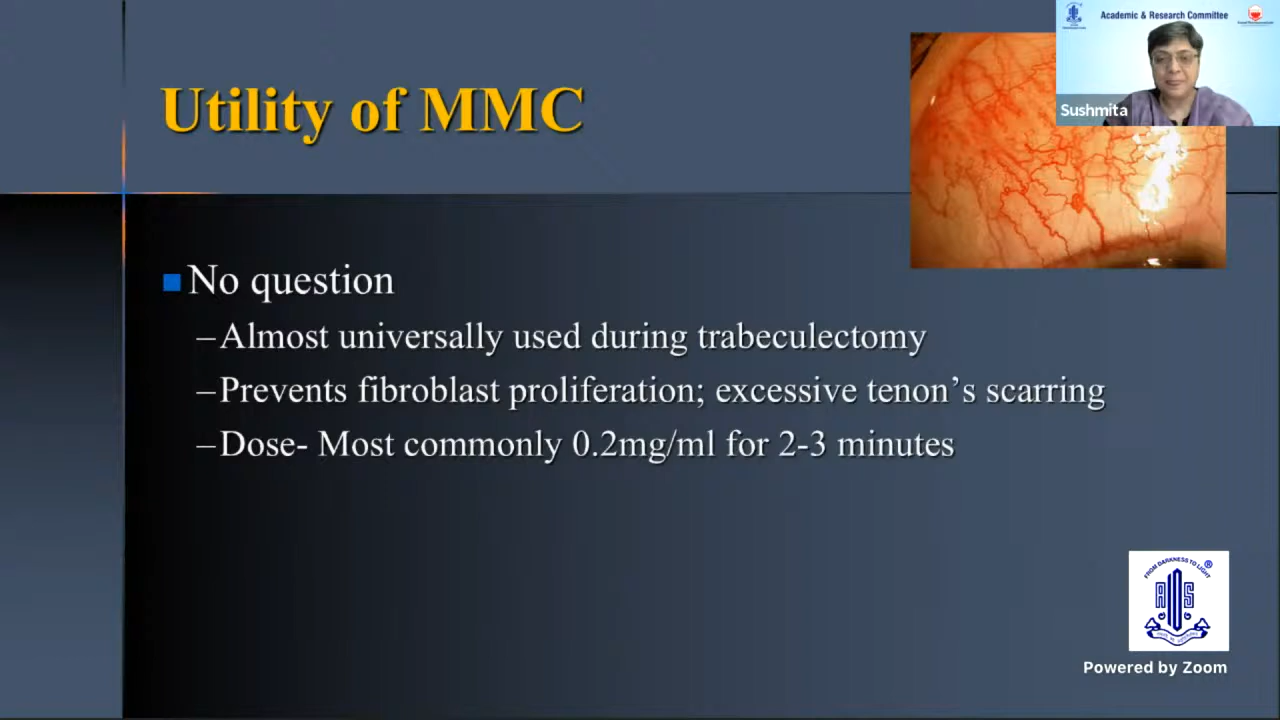 Academic & Research Committee
Sushmita
Utility of MMC
No question
–Almost universally used during trabeculectomy
–Prevents fibroblast proliferation; excessive tenon's scarring
–Dose- Most commonly 0.2mg/ml for 2-3 minutes
FROM DARKNESS TO LIGHT ®
AIOS
Powered by Zoom